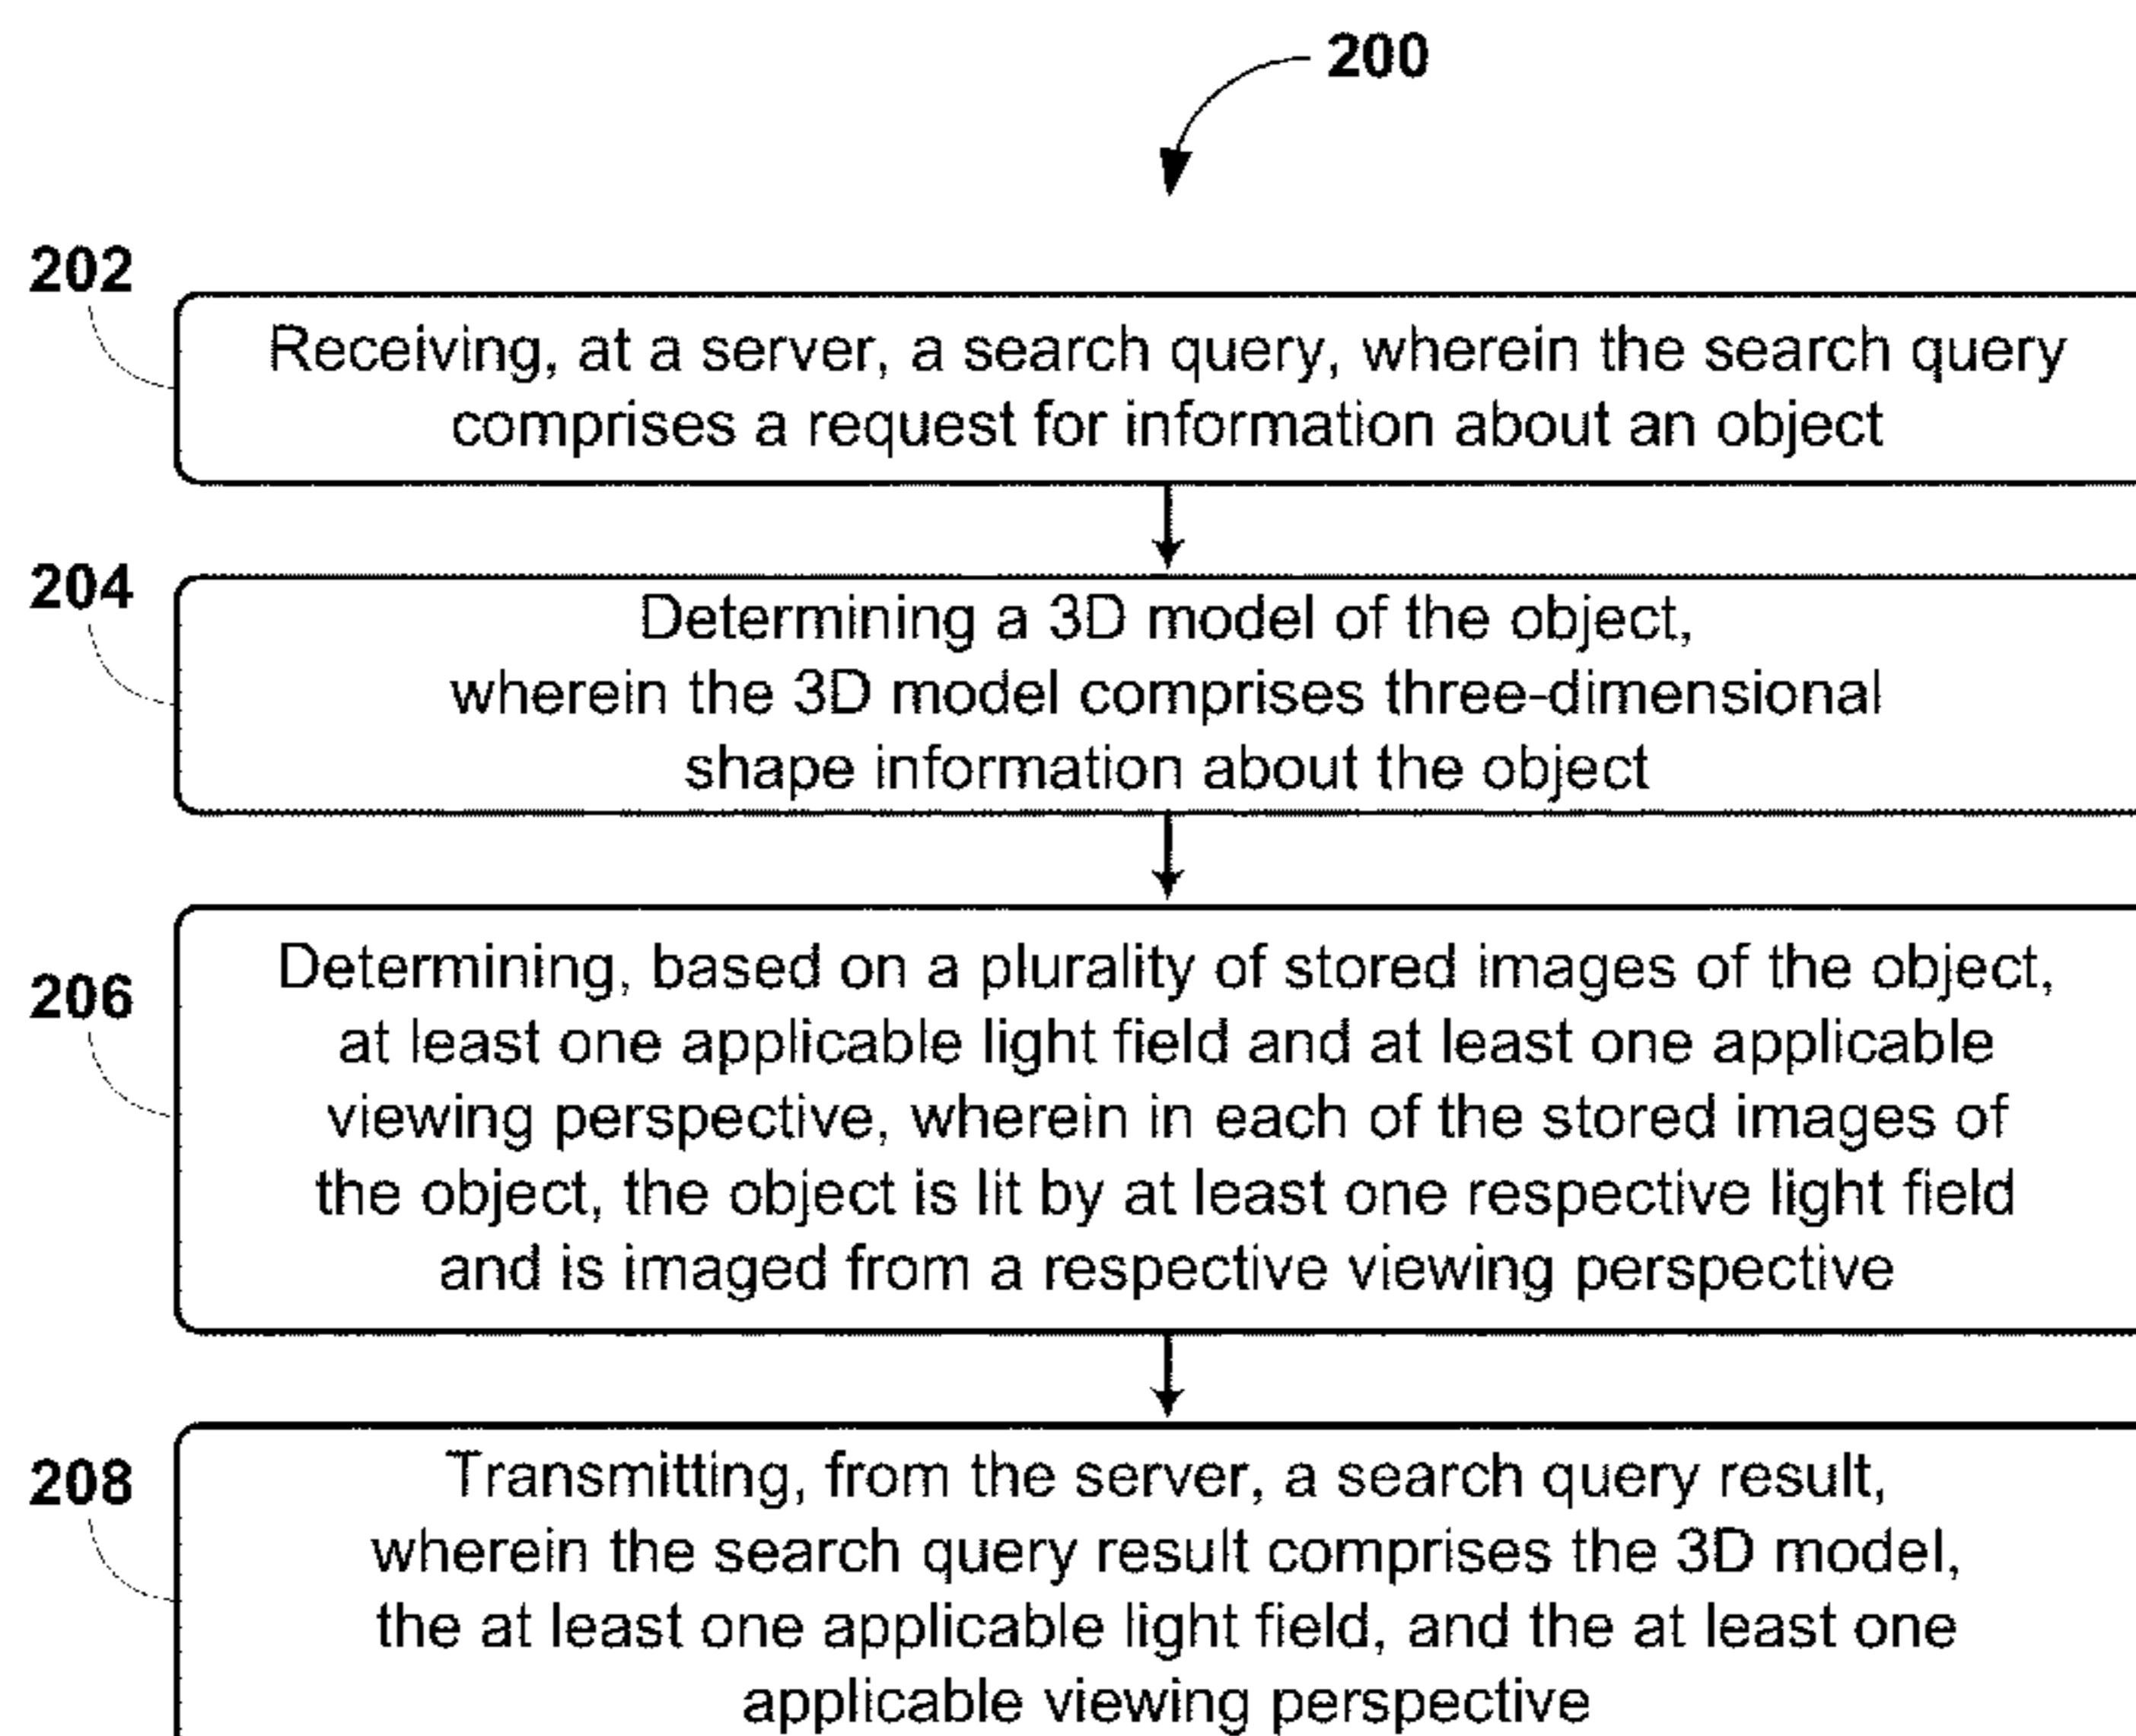 200
202
Receiving, at a server, a search query, wherein the search query
comprises a request for information about an object
204
Determining a 3D model of the object,
wherein the 3D model comprises three-dimensional
shape information about the object
206
Determining, based on a plurality of stored images of the object,
at least one applicable light field and at least one applicable
viewing perspective, wherein in each of the stored images of
the object, the object is lit by at least one respective light field
and is imaged from a respective viewing perspective
208
Transmitting, from the server, a search query result,
wherein the search query result comprises the 3D model,
the at least one applicable light field, and the at least one
applicable viewing perspective